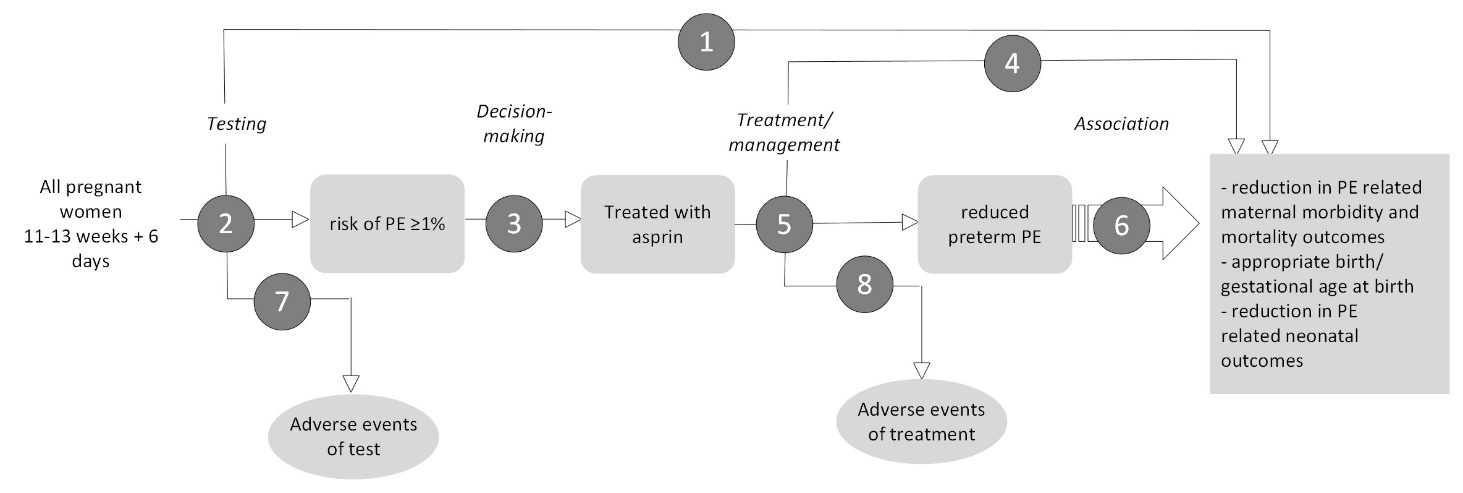 1
4
Testing
Decision-
making
Treatment/
management
Association
All pregnant
women
11-13 weeks + 6
days
2
risk of PE ≥1%
3
Treated with
asprin
5
reduced
preterm PE
6
- reduction in PE related
maternal morbidity and
mortality outcomes
- appropriate birth/
gestational age at birth
- reduction in PE
related neonatal
outcomes
7
8
Adverse events
of test
Adverse events
of treatment